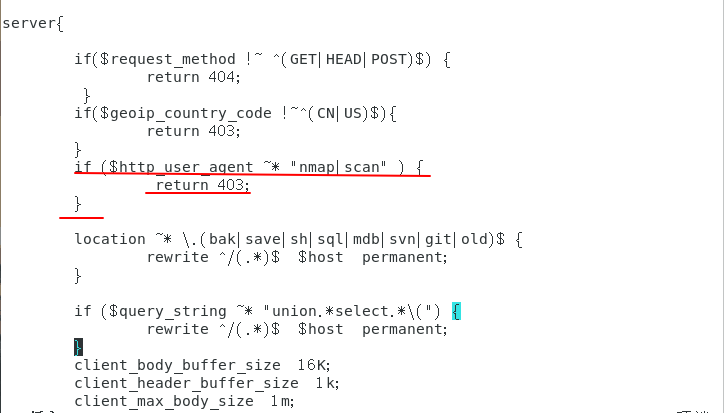 server{
if($request_method !~ ^(GET|HEAD|POST)$) {
return 404;
}
if($geoip_country_code !~^(CN|US)$){
return 403;
}
if ($http_user_agent ~* "nmap|scan" ) {
return 403;
}
location ~* \.(bak|save|sh|sql|mdb|svn|git|old)$ {
rewrite ^/(.*)$  $host  permanent;
}
if ($query_string ~* "union.*select.*\(") {
rewrite ^/(.*)$  $host  permanent;
}
client_body_buffer_size  16K;
client_header_buffer_size  1k;
client_max_body_size  1m;